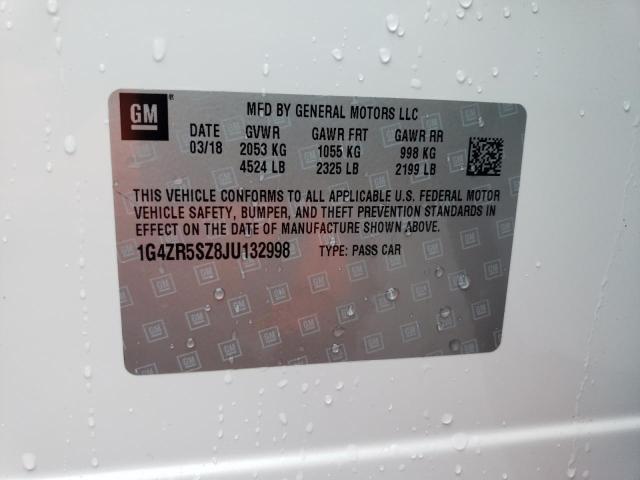 GM
MFD BY GENERAL MOTORS LLC
DATE GVWR GAWR FRT GAWR RR
03/18 2053 KG 1055 KG 998 KG
4524 LB 2325 LB 2199 LB
THIS VEHICLE CONFORMS TO ALL APPLICABLE U.S. FEDERAL MOTOR
VEHICLE SAFETY, BUMPER, AND THEFT PREVENTION STANDARDS IN
EFFECT ON THE DATE OF MANUFACTURE SHOWN ABOVE.
1G4ZR5SZ8JU132998 TYPE: PASS CAR